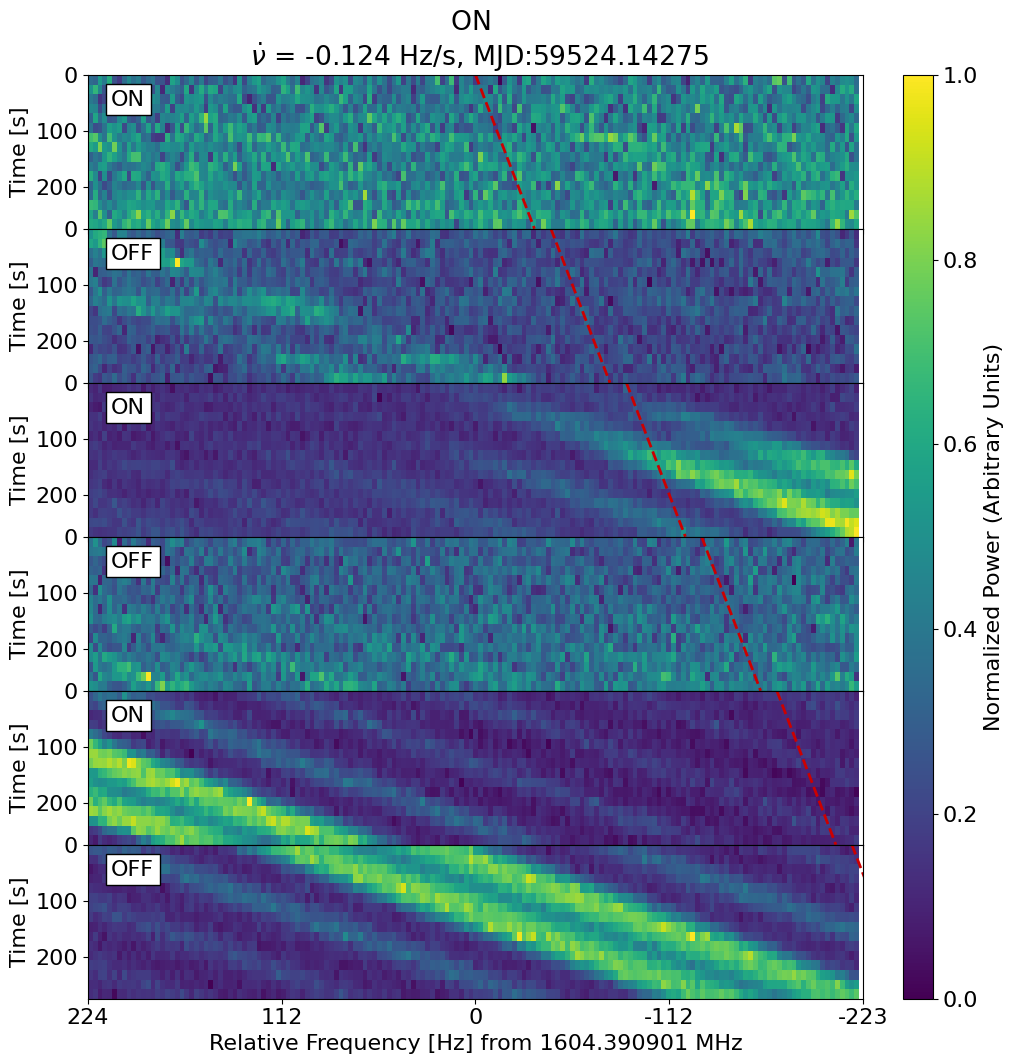 ON
ν̇ = -0.124 Hz/s, MJD:59524.14275
0
ON
Time [s]
100
200
0
OFF
Time [s]
100
200
0
ON
Time [s]
100
200
0
OFF
Time [s]
100
200
0
ON
Time [s]
100
200
0
OFF
Time [s]
100
200
224 112 0 -112 -223
Relative Frequency [Hz] from 1604.390901 MHz
1.0
0.8
0.6
0.4
0.2
0.0
Normalized Power (Arbitrary Units)